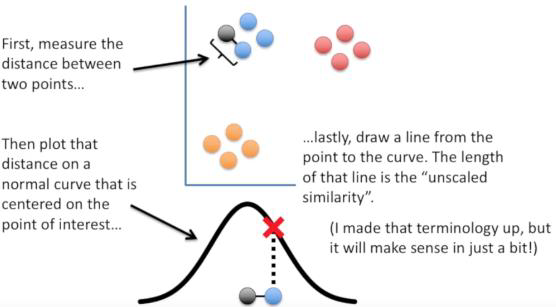 First, measure the
distance between
two points...
Then plot that
distance on a
normal curve that is
centered on the
point of interest...
...lastly, draw a line from the
point to the curve. The length
of that line is the “unscaled
similarity”.
(I made that terminology up, but
it will make sense in just a bit!)